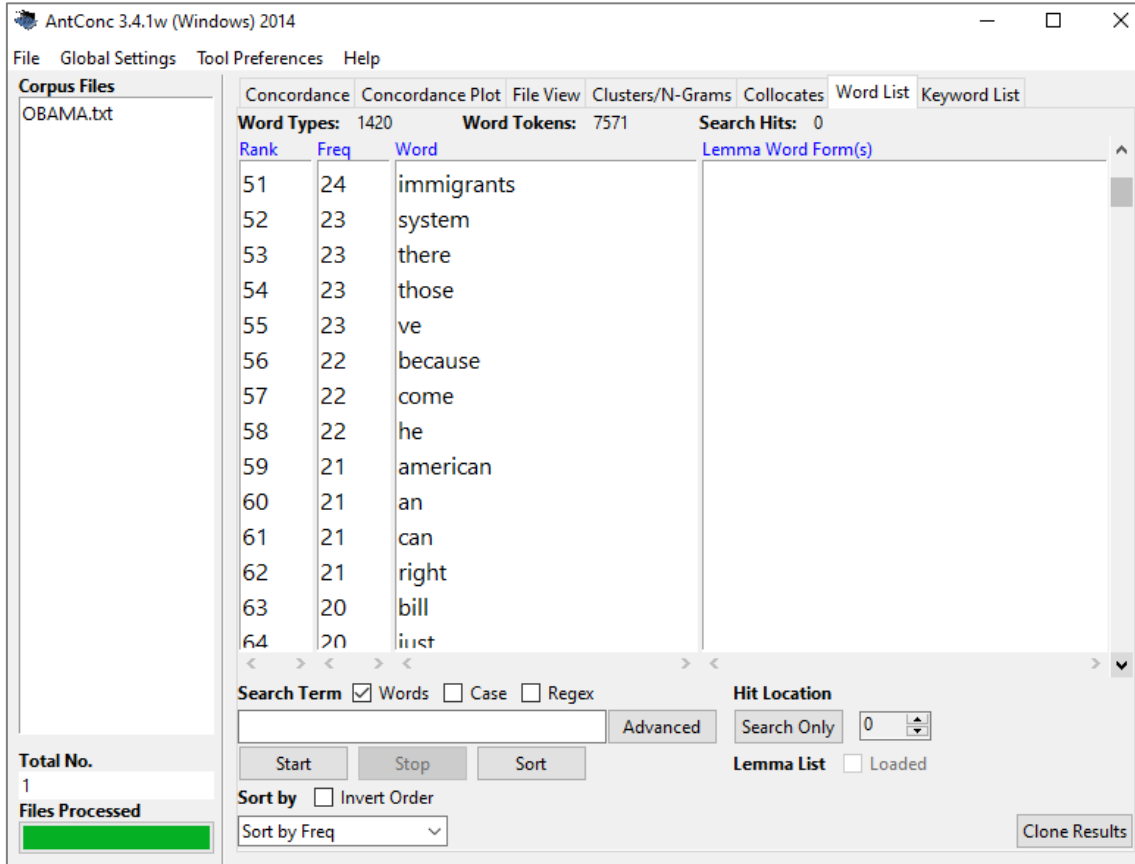 AntConc 3.4.1w (Windows) 2014
File Global Settings Tool Preferences Help
Corpus Files
OBAMA.txt
Concordance Concordance Plot File View Clusters/N-Grams Collocates Word List Keyword List
Word Types: 1420 Word Tokens: 7571 Search Hits: 0
Rank Freq Word Lemma Word Form(s)
51 24 immigrants
52 23 system
53 23 there
54 23 those
55 23 ve
56 22 because
57 22 come
58 22 he
59 21 american
60 21 an
61 21 can
62 21 right
63 20 bill
64 20 just
Search Term Words Case Regex Hit Location
Advanced Search Only 0
Total No.
1
Start Stop Sort Lemma List Loaded
Files Processed
Sort by Invert Order
Sort by Freq Clone Results